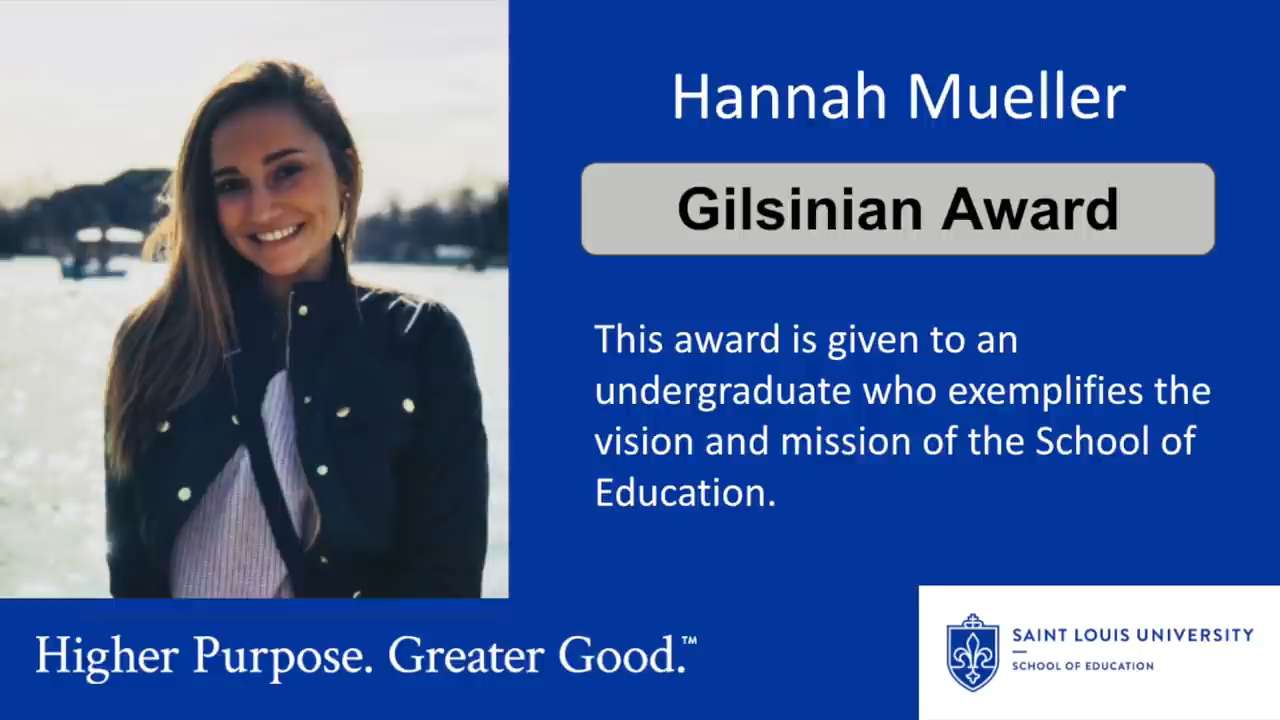 Hannah Mueller
Gilsinian Award
This award is given to an
undergraduate who exemplifies the
vision and mission of the School of
Education.
Higher Purpose. Greater Good.™
SAINT LOUIS UNIVERSITY
SCHOOL OF EDUCATION